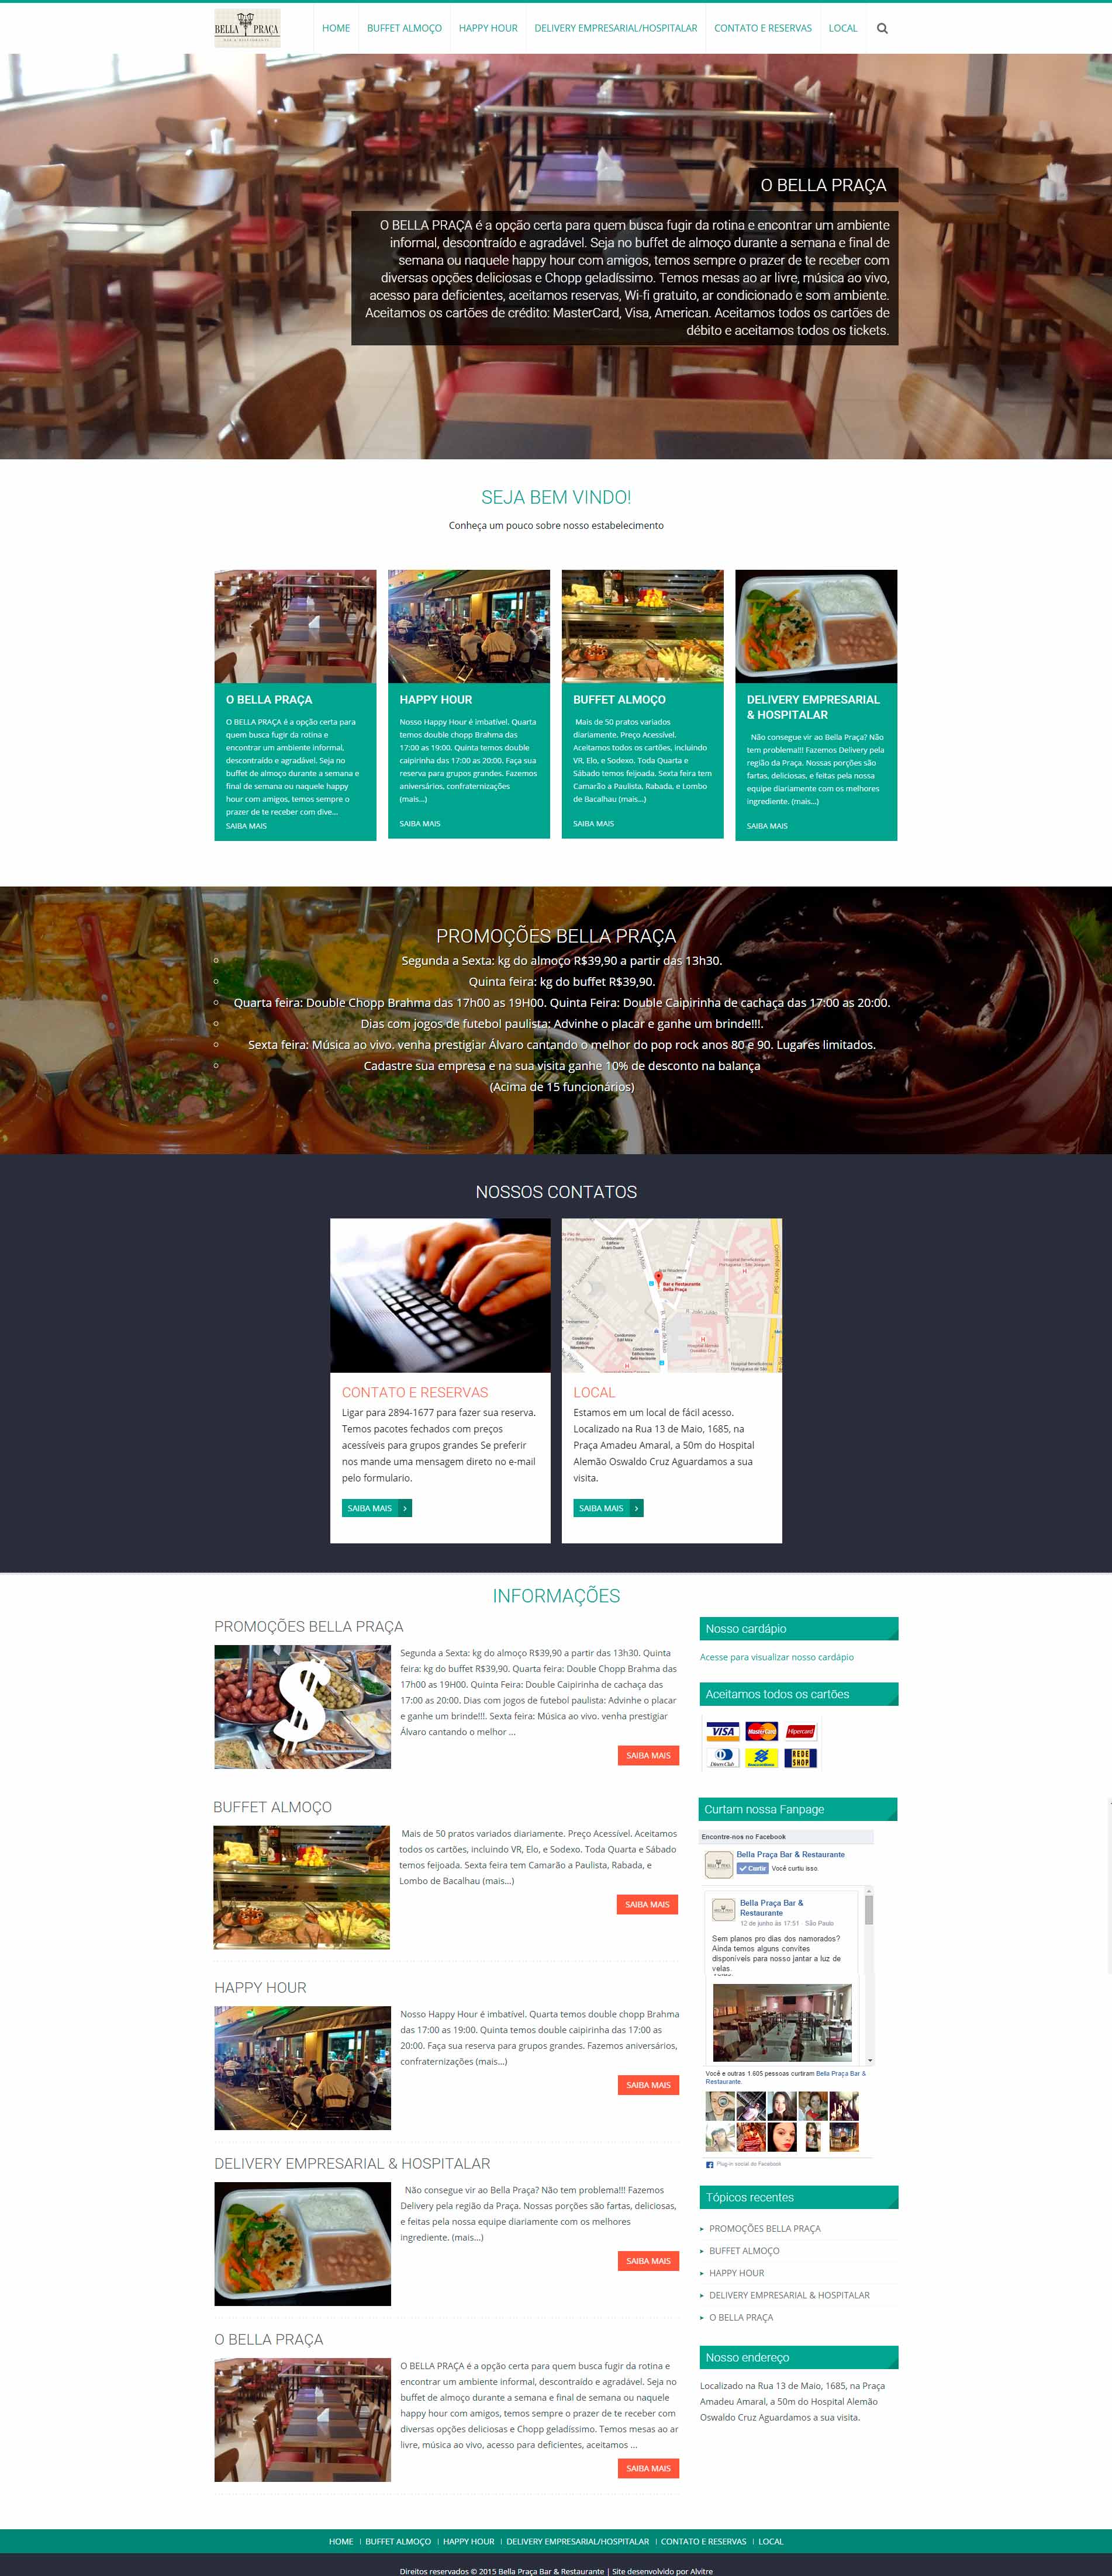 BELLA PRAÇA
BAR & RESTAURANTE
HOME
BUFFET ALMOÇO
HAPPY HOUR
DELIVERY EMPRESARIAL/HOSPITALAR
CONTATO E RESERVAS
LOCAL
O BELLA PRAÇA
O BELLA PRAÇA é a opção certa para quem busca fugir da rotina e encontrar um ambiente
informal, descontraído e agradável. Seja no buffet de almoço durante a semana e final de
semana ou naquele happy hour com amigos, temos sempre o prazer de te receber com
diversas opções deliciosas e Chopp geladíssimo. Temos mesas ao ar livre, música ao vivo,
acesso para deficientes, aceitamos reservas, Wi-fi gratuito, ar condicionado e som ambiente.
Aceitamos os cartões de crédito: MasterCard, Visa, American. Aceitamos todos os cartões de
débito e aceitamos todos os tickets.
SEJA BEM VINDO!
Conheça um pouco sobre nosso estabelecimento
O BELLA PRAÇA
O BELLA PRAÇA é a opção certa para
quem busca fugir da rotina e
encontrar um ambiente informal,
descontraído e agradável. Seja no
buffet de almoço durante a semana e
final de semana ou naquele happy
hour com amigos, temos sempre o
prazer de te receber com dive...
SAIBA MAIS
HAPPY HOUR
Nosso Happy Hour é imbatível. Quarta
temos double chopp Brahma das
17:00 as 19:00. Quinta temos double
caipirinha das 17:00 as 20:00. Faça sua
reserva para grupos grandes. Fazemos
aniversários, confraternizações
(mais...)
SAIBA MAIS
BUFFET ALMOÇO
Mais de 50 pratos variados
diariamente. Preço Acessível.
Aceitamos todos os cartões, incluindo
VR, Elo, e Sodexo. Toda Quarta e
Sábado temos feijoada. Sexta feira tem
Camarão a Paulista, Rabada, e Lombo
de Bacalhau (mais...)
SAIBA MAIS
DELIVERY EMPRESARIAL
& HOSPITALAR
Não consegue vir ao Bella Praça? Não
tem problema!!! Fazemos Delivery pela
região da Praça. Nossas porções são
fartas, deliciosas, e feitas pela nossa
equipe diariamente com os melhores
ingrediente. (mais...)
SAIBA MAIS
PROMOÇÕES BELLA PRAÇA
Segunda a Sexta: kg do almoço R$39,90 a partir das 13h30.
Quinta feira: kg do buffet R$39,90.
Quarta feira: Double Chopp Brahma das 17h00 as 19H00. Quinta Feira: Double Caipirinha de cachaça das 17:00 as 20:00.
Dias com jogos de futebol paulista: Advinhe o placar e ganhe um brinde!!!.
Sexta feira: Música ao vivo. venha prestigiar Álvaro cantando o melhor do pop rock anos 80 e 90. Lugares limitados.
Cadastre sua empresa e na sua visita ganhe 10% de desconto na balança
(Acima de 15 funcionários)
NOSSOS CONTATOS
Bar e Restaurante
Bella Praça
CONTATO E RESERVAS
Ligar para 2894-1677 para fazer sua reserva.
Temos pacotes fechados com preços
acessíveis para grupos grandes Se preferir
nos mande uma mensagem direto no e-mail
pelo formulario.
SAIBA MAIS ›
LOCAL
Estamos em um local de fácil acesso.
Localizado na Rua 13 de Maio, 1685, na
Praça Amadeu Amaral, a 50m do Hospital
Alemão Oswaldo Cruz Aguardamos a sua
visita.
SAIBA MAIS ›
INFORMAÇÕES
PROMOÇÕES BELLA PRAÇA
$
Segunda a Sexta: kg do almoço R$39,90 a partir das 13h30. Quinta
feira: kg do buffet R$39,90. Quarta feira: Double Chopp Brahma das
17h00 as 19H00. Quinta Feira: Double Caipirinha de cachaça das
17:00 as 20:00. Dias com jogos de futebol paulista: Advinhe o placar
e ganhe um brinde!!!. Sexta feira: Música ao vivo. venha prestigiar
Álvaro cantando o melhor ...
SAIBA MAIS
BUFFET ALMOÇO
Mais de 50 pratos variados diariamente. Preço Acessível. Aceitamos
todos os cartões, incluindo VR, Elo, e Sodexo. Toda Quarta e Sábado
temos feijoada. Sexta feira tem Camarão a Paulista, Rabada, e
Lombo de Bacalhau (mais...)
SAIBA MAIS
HAPPY HOUR
Nosso Happy Hour é imbatível. Quarta temos double chopp Brahma
das 17:00 as 19:00. Quinta temos double caipirinha das 17:00 as
20:00. Faça sua reserva para grupos grandes. Fazemos aniversários,
confraternizações (mais...)
SAIBA MAIS
DELIVERY EMPRESARIAL & HOSPITALAR
Não consegue vir ao Bella Praça? Não tem problema!!! Fazemos
Delivery pela região da Praça. Nossas porções são fartas, deliciosas,
e feitas pela nossa equipe diariamente com os melhores
ingrediente. (mais...)
SAIBA MAIS
O BELLA PRAÇA
O BELLA PRAÇA é a opção certa para quem busca fugir da rotina e
encontrar um ambiente informal, descontraído e agradável. Seja no
buffet de almoço durante a semana e final de semana ou naquele
happy hour com amigos, temos sempre o prazer de te receber com
diversas opções deliciosas e Chopp geladíssimo. Temos mesas ao ar
livre, música ao vivo, acesso para deficientes, aceitamos ...
SAIBA MAIS
Nosso cardápio
Acesse para visualizar nosso cardápio
Aceitamos todos os cartões
VISA
MasterCard
Hipercard
Diners Club
REDE
SHOP
Curtam nossa Fanpage
Encontre-nos no Facebook
Bella Praça Bar & Restaurante
Curtir Você curtiu isso.
Bella Praça Bar &
Restaurante
12 de junho às 17:51 · São Paulo
Sem planos pro dias dos namorados?
Ainda temos alguns convites
disponíveis para nosso jantar a luz de
velas.
Você e outras 1.605 pessoas curtiram Bella Praça Bar &
Restaurante.
Plug-in social do Facebook
Tópicos recentes
PROMOÇÕES BELLA PRAÇA
BUFFET ALMOÇO
HAPPY HOUR
DELIVERY EMPRESARIAL & HOSPITALAR
O BELLA PRAÇA
Nosso endereço
Localizado na Rua 13 de Maio, 1685, na Praça
Amadeu Amaral, a 50m do Hospital Alemão
Oswaldo Cruz Aguardamos a sua visita.
HOME | BUFFET ALMOÇO | HAPPY HOUR | DELIVERY EMPRESARIAL/HOSPITALAR | CONTATO E RESERVAS | LOCAL
Direitos reservados © 2015 Bella Praça Bar & Restaurante | Site desenvolvido por Alvitre